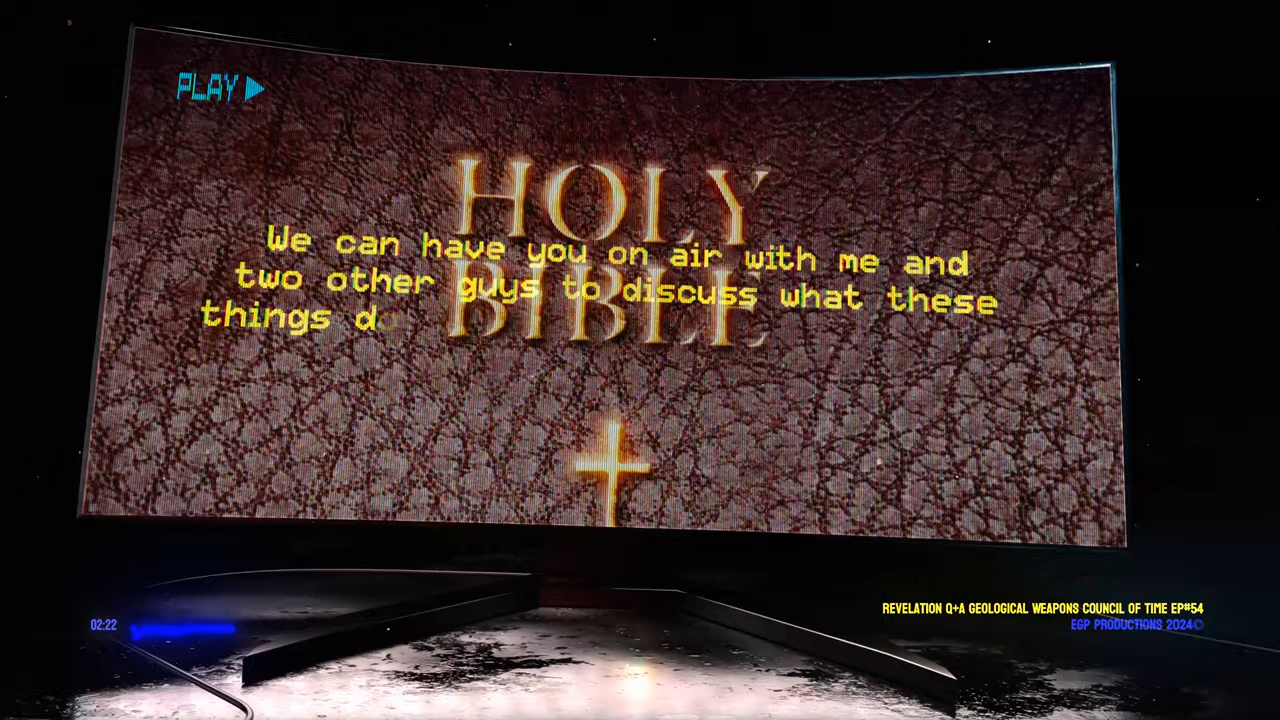 PLAY
HOLY
We can have you on air with me and
BIBLE
two other guys to discuss what these
things do
REVELATION Q+A GEOLOGICAL WEAPONS COUNCIL OF TIME EP#54
02:22
EGP PRODUCTIONS 2024©